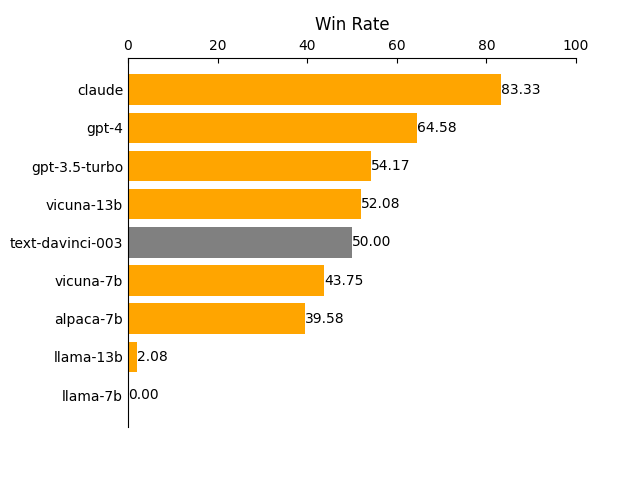 Win Rate
0 20 40 60 80 100
claude 83.33
gpt-4 64.58
gpt-3.5-turbo 54.17
vicuna-13b 52.08
text-davinci-003 50.00
vicuna-7b 43.75
alpaca-7b 39.58
llama-13b 2.08
llama-7b 0.00